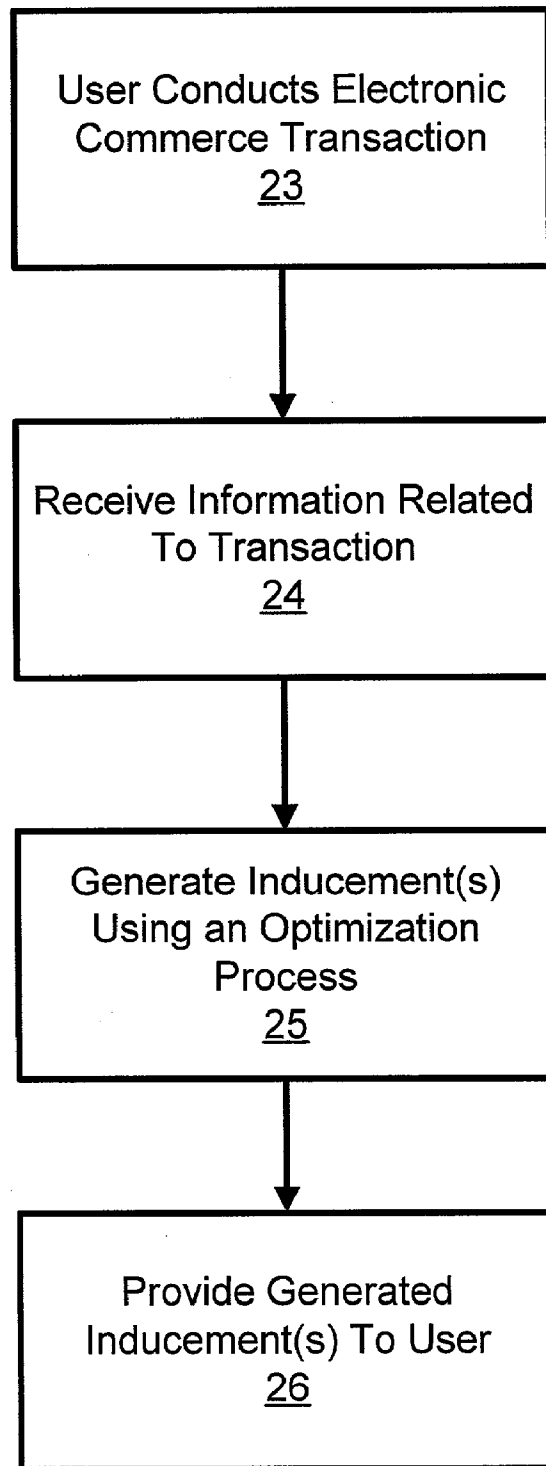 User Conducts Electronic
Commerce Transaction
23
Receive Information Related
To Transaction
24
Generate Inducement(s)
Using an Optimization
Process
25
Provide Generated
Inducement(s) To User
26